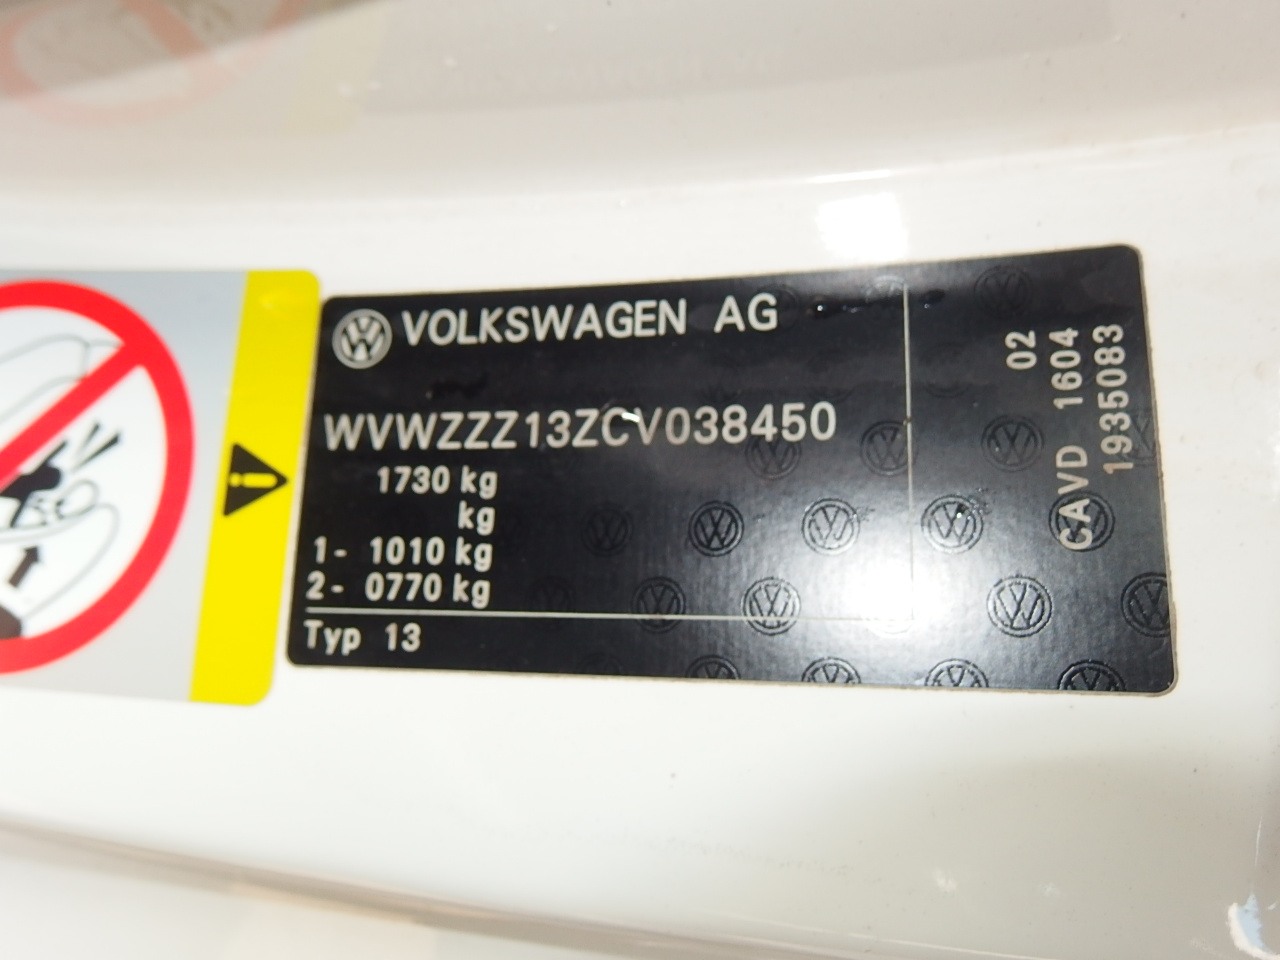 VOLKSWAGEN AG
WVWZZZ13ZCV038450
1730 kg
kg
1- 1010 kg
2- 0770 kg
Typ 13
02
CAVD 1604
1935083